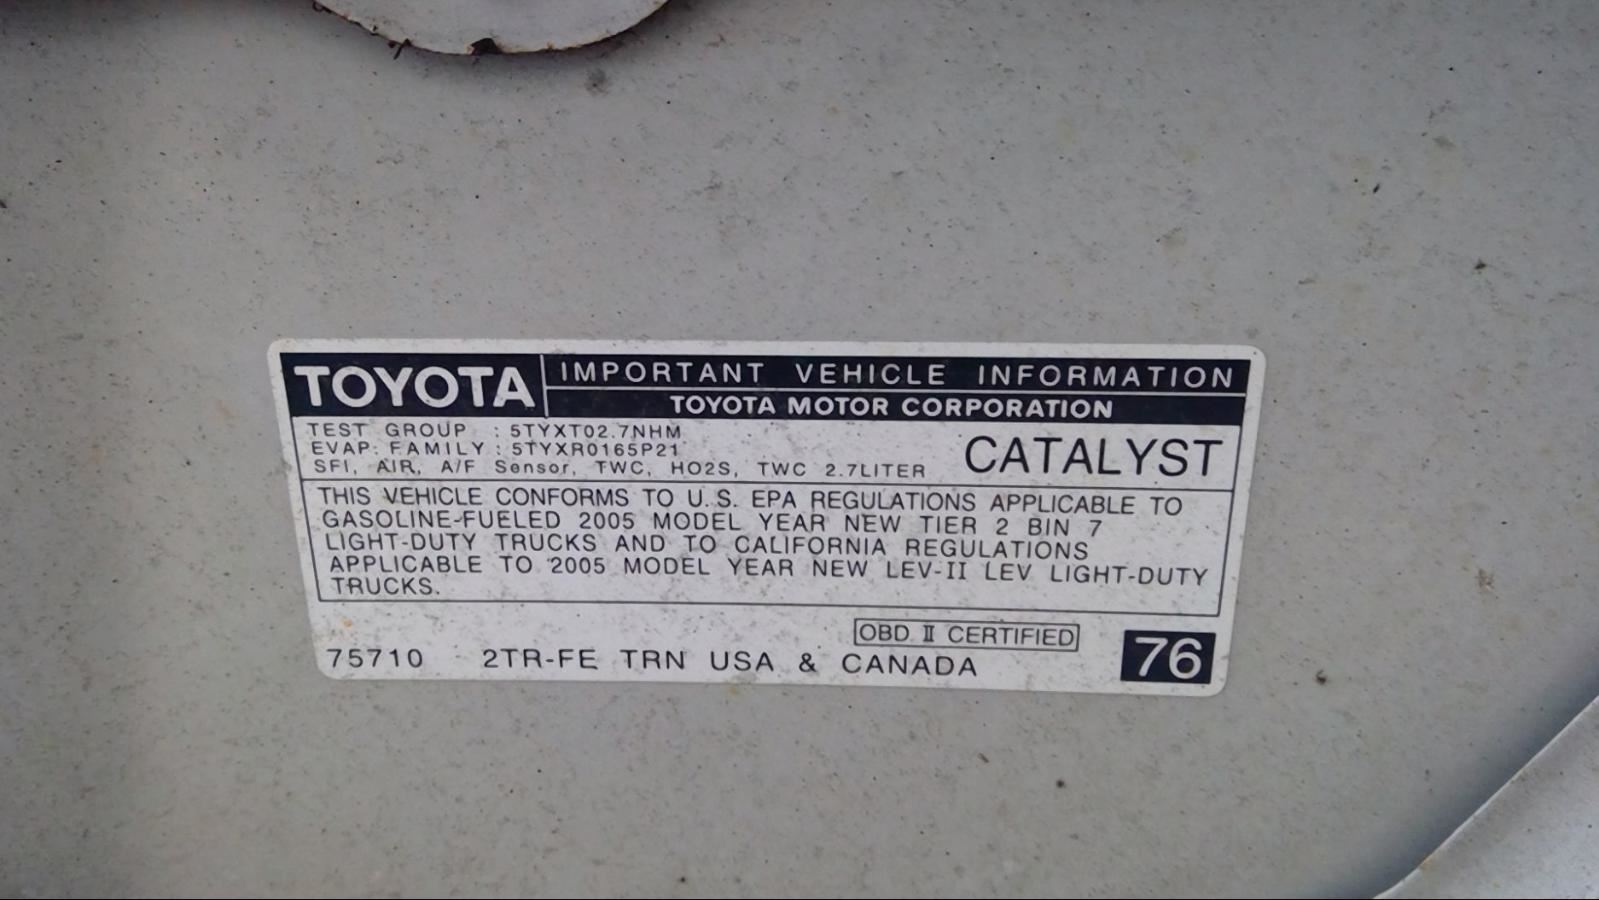 TOYOTA IMPORTANT VEHICLE INFORMATION
TOYOTA MOTOR CORPORATION
TEST GROUP : 5TYXT02.7NHM
EVAP. FAMILY : 5TYXR0165P21
SFI, AIR, A/F Sensor, TWC, HO2S, TWC 2.7LITER
CATALYST
THIS VEHICLE CONFORMS TO U.S. EPA REGULATIONS APPLICABLE TO
GASOLINE-FUELED 2005 MODEL YEAR NEW TIER 2 BIN 7
LIGHT-DUTY TRUCKS AND TO CALIFORNIA REGULATIONS
APPLICABLE TO 2005 MODEL YEAR NEW LEV-II LEV LIGHT-DUTY
TRUCKS.
OBD II CERTIFIED
75710 2TR-FE TRN USA & CANADA
76